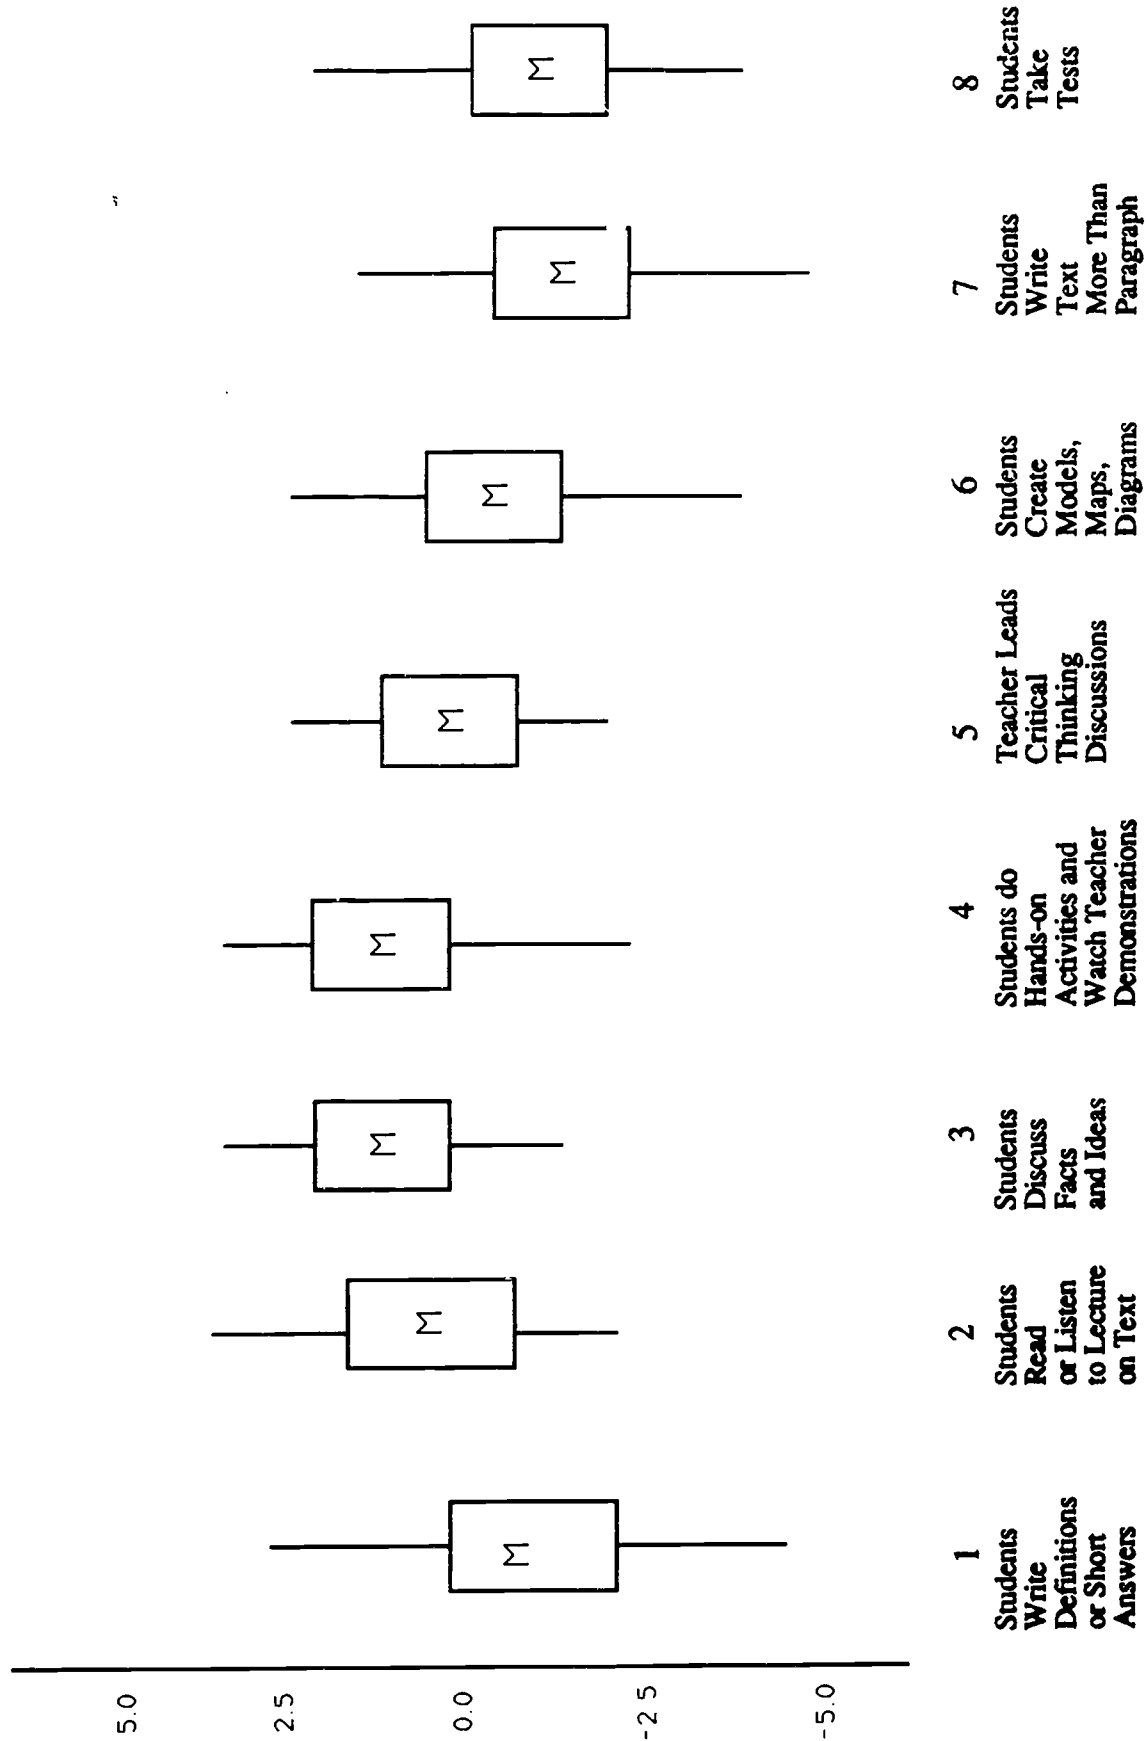 5.0
2.5
0.0
-2 5
-5.0
M
M
M
M
M
M
M
M
1
Students
Write
Definitions
or Short
Answers
2
Students
Read
or Listen
to Lecture
on Text
3
Students
Discuss
Facts
and Ideas
4
Students do
Hands-on
Activities and
Watch Teacher
Demonstrations
5
Teacher Leads
Critical
Thinking
Discussions
6
Students
Create
Models,
Maps,
Diagrams
7
Students
Write
Text
More Than
Paragraph
8
Students
Take
Tests